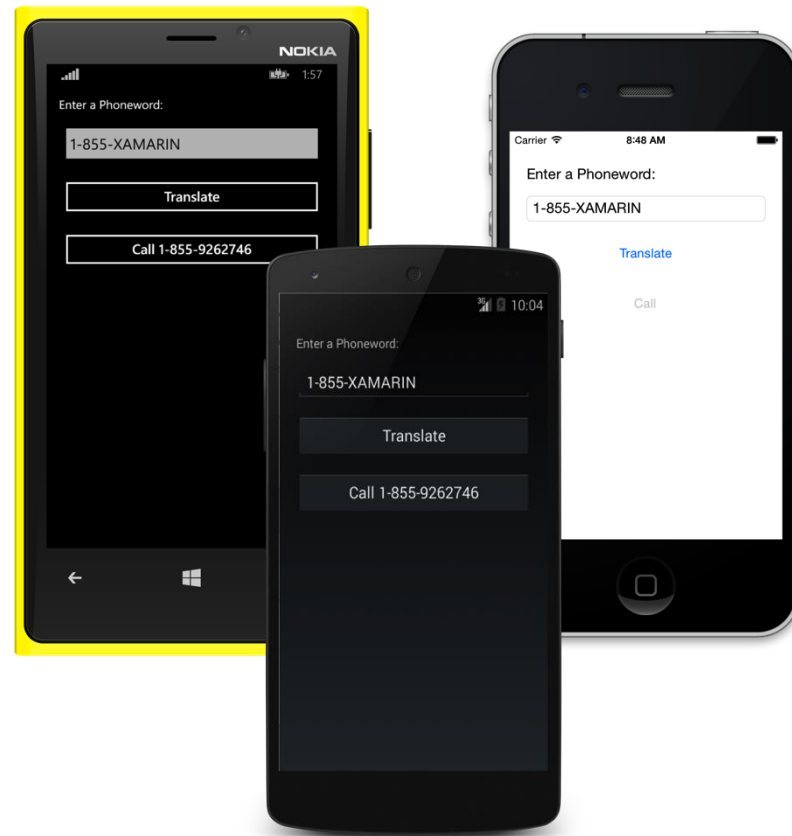 NOKIA
1:57
Enter a Phoneword:
1-855-XAMARIN
Translate
Call 1-855-9262746
Carrier
8:48 AM
Enter a Phoneword:
1-855-XAMARIN
Translate
Call
3G
10:04
Enter a Phoneword:
1-855-XAMARIN
Translate
Call 1-855-9262746